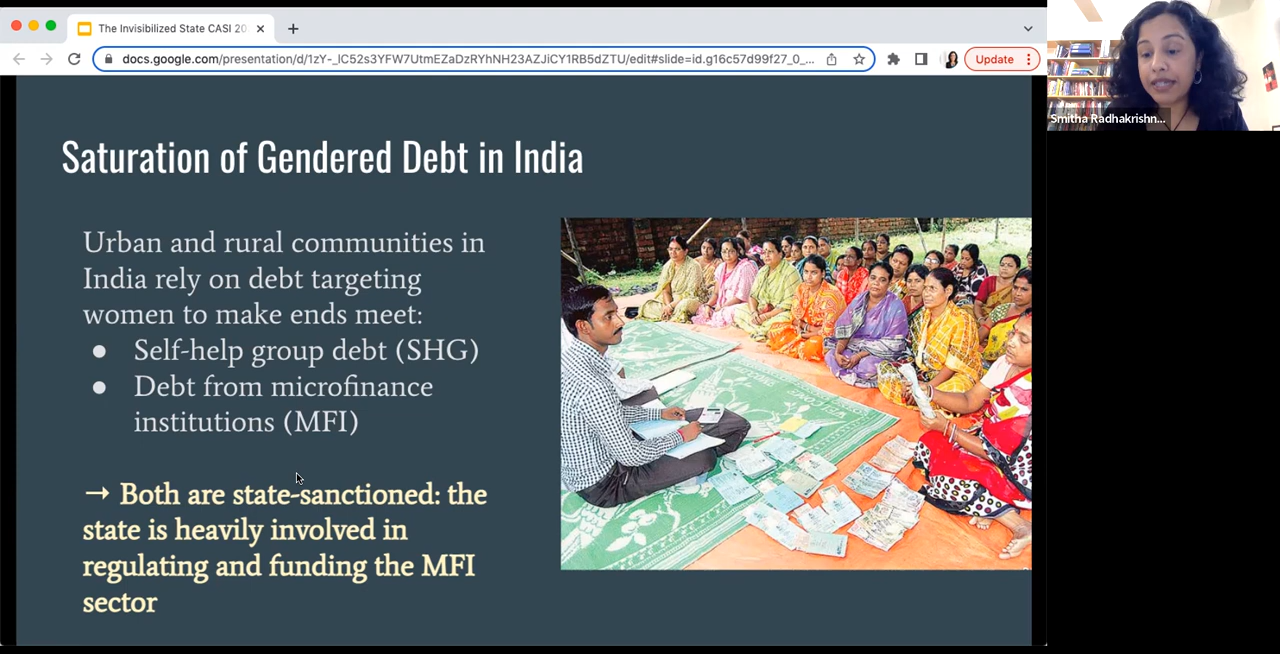 The Invisibilized State CASI 20
docs.google.com/presentation/d/1zY-_lC52s3YFW7UtmEZaDzRYhNH23AZJiCY1RB5dZTU/edit#slide=id.g16c57d99f27_0_...
Update
Smitha Radhakrishn...
Saturation of Gendered Debt in India
Urban and rural communities in
India rely on debt targeting
women to make ends meet:
● Self-help group debt (SHG)
● Debt from microfinance
institutions (MFI)
→ Both are state-sanctioned: the
state is heavily involved in
regulating and funding the MFI
sector